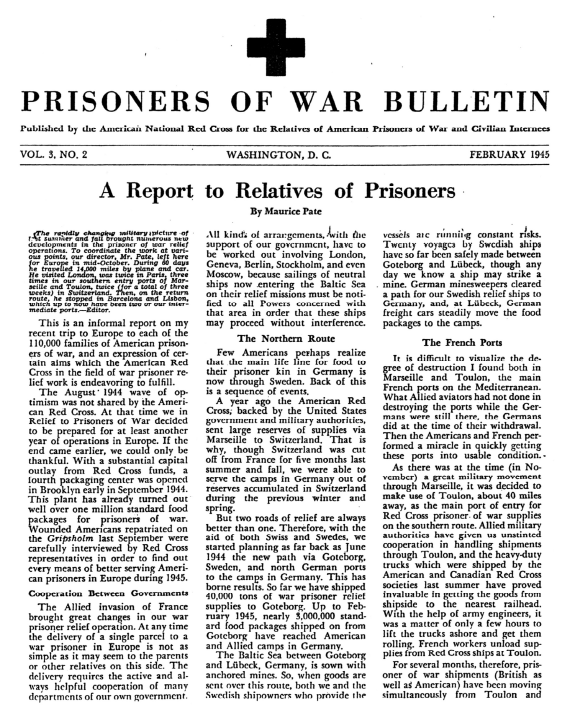 PRISONERS OF WAR BULLETIN
Published by the American National Red Cross for the Relatives of American Prisoners of War and Civilian Internees
VOL. 3, NO. 2 WASHINGTON, D. C. FEBRUARY 1945
A Report to Relatives of Prisoners
By Maurice Pate
The rapidly changing military picture of
last summer and fall brought numerous new
developments in the prisoner of war relief
operations. To coordinate the work at vari-
ous points, our director, Mr. Pate, left here
for Europe in mid-October. During 60 days
he travelled 14,000 miles by plane and car.
He visited London, was twice in Paris, three
times in our southern entry ports of Mar-
seille and Toulon, twice (for a total of three
weeks) in Switzerland. Then, on the return
route, he stopped in Barcelona and Lisbon,
which up to now have been two of our inter-
mediate ports.—Editor.
This is an informal report on my
recent trip to Europe to each of the
110,000 families of American prison-
ers of war, and an expression of cer-
tain aims which the American Red
Cross in the field of war prisoner re-
lief work is endeavoring to fulfill.
The August 1944 wave of op-
timism was not shared by the Ameri-
can Red Cross. At that time we in
Relief to Prisoners of War decided
to be prepared for at least another
year of operations in Europe. If the
end came earlier, we could only be
thankful. With a substantial capital
outlay from Red Cross funds, a
fourth packaging center was opened
in Brooklyn early in September 1944.
This plant has already turned out
well over one million standard food
packages for prisoners of war.
Wounded Americans repatriated on
the Gripsholm last September were
carefully interviewed by Red Cross
representatives in order to find out
every means of better serving Ameri-
can prisoners in Europe during 1945.
Cooperation Between Governments
The Allied invasion of France
brought great changes in our war
prisoner relief operation. At any time
the delivery of a single parcel to a
war prisoner in Europe is not as
simple as it may seem to the parents
or other relatives on this side. The
delivery requires the active and al-
ways helpful cooperation of many
departments of our own government.
All kinds of arrangements, with the
support of our government, have to
be worked out involving London,
Geneva, Berlin, Stockholm, and even
Moscow, because sailings of neutral
ships now entering the Baltic Sea
on their relief missions must be noti-
fied to all Powers concerned with
that area in order that these ships
may proceed without interference.
The Northern Route
Few Americans perhaps realize
that the main life line for food to
their prisoner kin in Germany is
now through Sweden. Back of this
is a sequence of events.
A year ago the American Red
Cross, backed by the United States
government and military authorities,
sent large reserves of supplies via
Marseille to Switzerland. That is
why, though Switzerland was cut
off from France for five months last
summer and fall, we were able to
serve the camps in Germany out of
reserves accumulated in Switzerland
during the previous winter and
spring.
But two roads of relief are always
better than one. Therefore, with the
aid of both Swiss and Swedes, we
started planning as far back as June
1944 the new path via Goteborg,
Sweden, and north German ports
to the camps in Germany. This has
borne results. So far we have shipped
40,000 tons of war prisoner relief
supplies to Goteborg. Up to Feb-
ruary 1945, nearly 3,000,000 stand-
ard food packages shipped on from
Goteborg have reached American
and Allied camps in Germany.
The Baltic Sea between Goteborg
and Lübeck, Germany, is sown with
anchored mines. So, when goods are
sent over this route, both we and the
Swedish shipowners who provide the
vessels are running constant risks.
Twenty voyages by Swedish ships
have so far been safely made between
Goteborg and Lübeck, though any
day we know a ship may strike a
mine. German minesweepers cleared
a path for our Swedish relief ships to
Germany, and, at Lübeck, German
freight cars steadily move the food
packages to the camps.
The French Ports
It is difficult to visualize the de-
gree of destruction I found both in
Marseille and Toulon, the main
French ports on the Mediterranean.
What Allied aviators had not done in
destroying the ports while the Ger-
mans were still there, the Germans
did at the time of their withdrawal.
Then the Americans and French per-
formed a miracle in quickly getting
these ports into usable condition.
As there was at the time (in No-
vember) a great military movement
through Marseille, it was decided to
make use of Toulon, about 40 miles
away, as the main port of entry for
Red Cross prisoner of war supplies
on the southern route. Allied military
authorities have given us unstinted
cooperation in handling shipments
through Toulon, and the heavy-duty
trucks which were shipped by the
American and Canadian Red Cross
societies last summer have proved
invaluable in getting the goods from
shipside to the nearest railhead.
With the help of army engineers, it
was a matter of only a few hours to
lift the trucks ashore and get them
rolling. French workers unload sup-
plies from Red Cross ships at Toulon.
For several months, therefore, pris-
oner of war shipments (British as
well as American) have been moving
simultaneously from Toulon and